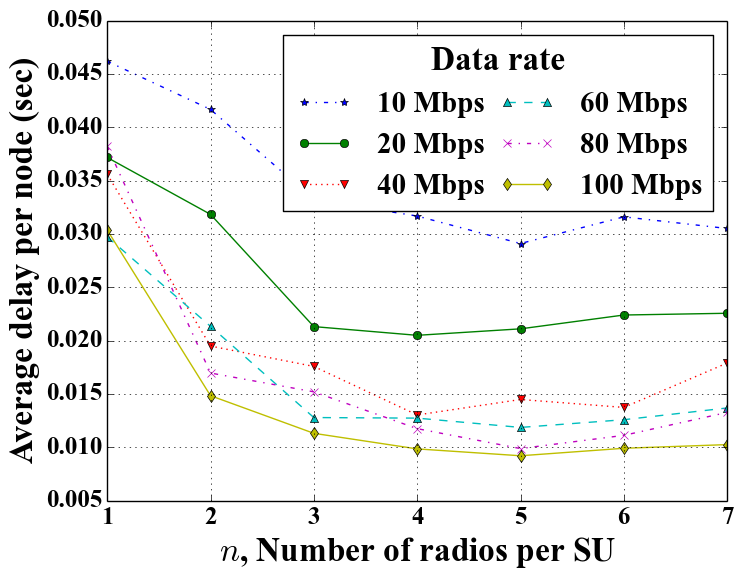 0.050
0.045
0.040
0.035
0.030
0.025
0.020
0.015
0.010
0.005
Average delay per node (sec)
Data rate
10 Mbps 60 Mbps
20 Mbps 80 Mbps
40 Mbps 100 Mbps
1 2 3 4 5 6 7
n, Number of radios per SU